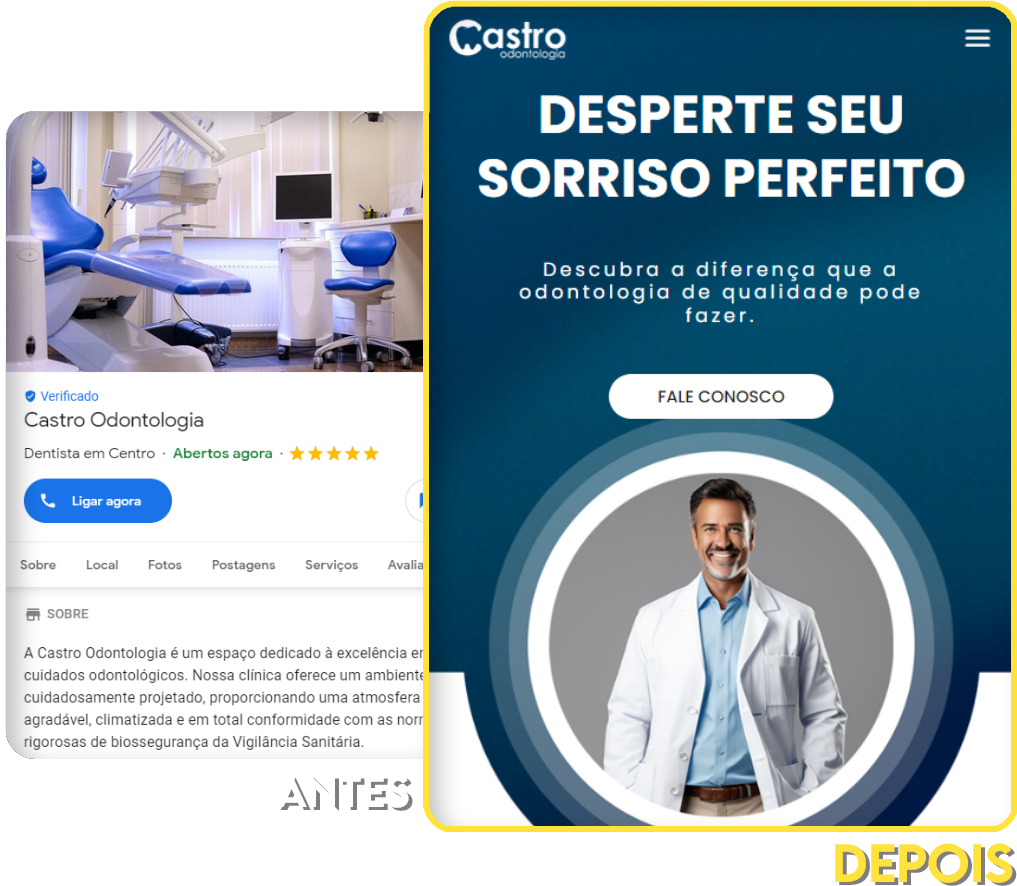 Castro
odontologia
DESPERTE SEU
SORRISO PERFEITO
Descubra a diferença que a
odontologia de qualidade pode
fazer.
FALE CONOSCO
Verificado
Castro Odontologia
Dentista em Centro · Abertos agora ·
Ligar agora
Sobre Local Fotos Postagens Serviços Avalia
SOBRE
A Castro Odontologia é um espaço dedicado à excelência e
cuidados odontológicos. Nossa clínica oferece um ambiente
cuidadosamente projetado, proporcionando uma atmosfera
agradável, climatizada e em total conformidade com as nor
rigorosas de biossegurança da Vigilância Sanitária.
ANTES
DEPOIS